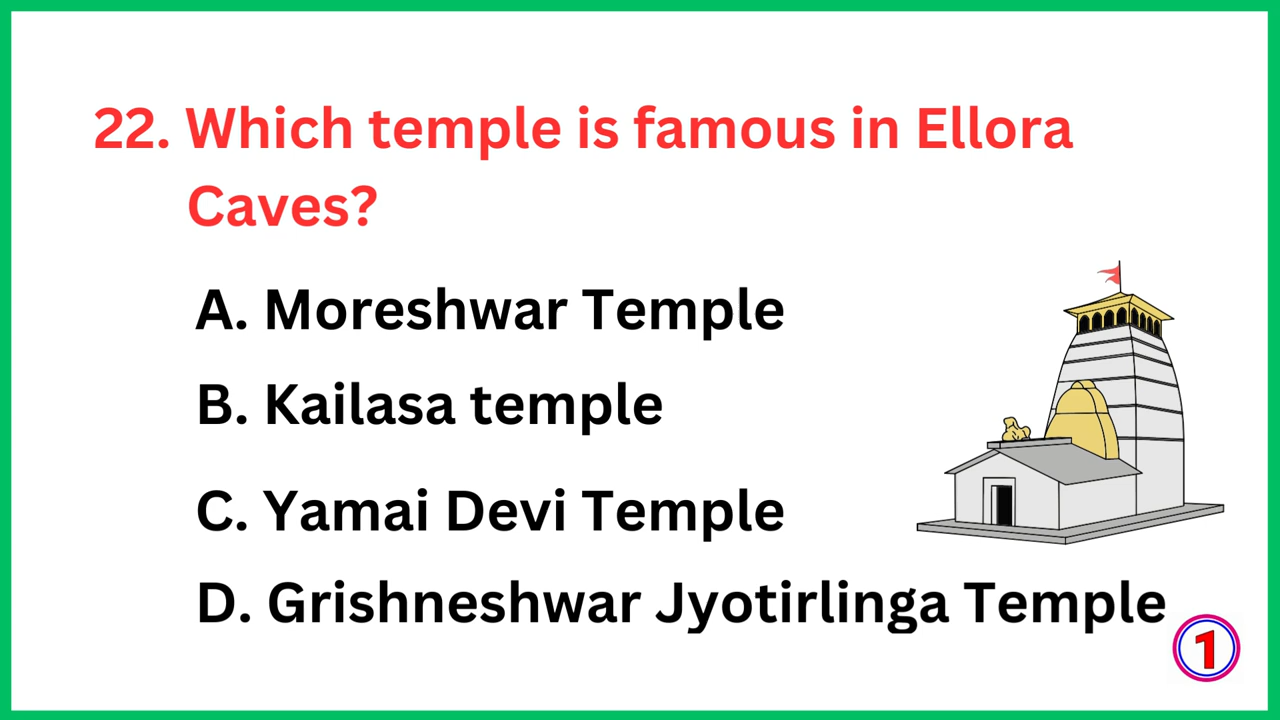 22. Which temple is famous in Ellora
Caves?
A. Moreshwar Temple
B. Kailasa temple
C. Yamai Devi Temple
D. Grishneshwar Jyotirlinga Temple
1